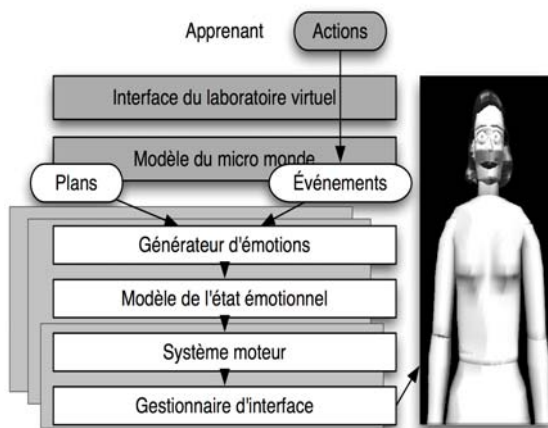 Apprenant Actions
Interface du laboratoire virtuel
Modèle du micro monde
Plans Événements
Générateur d'émotions
Modèle de l'état émotionnel
Système moteur
Gestionnaire d'interface